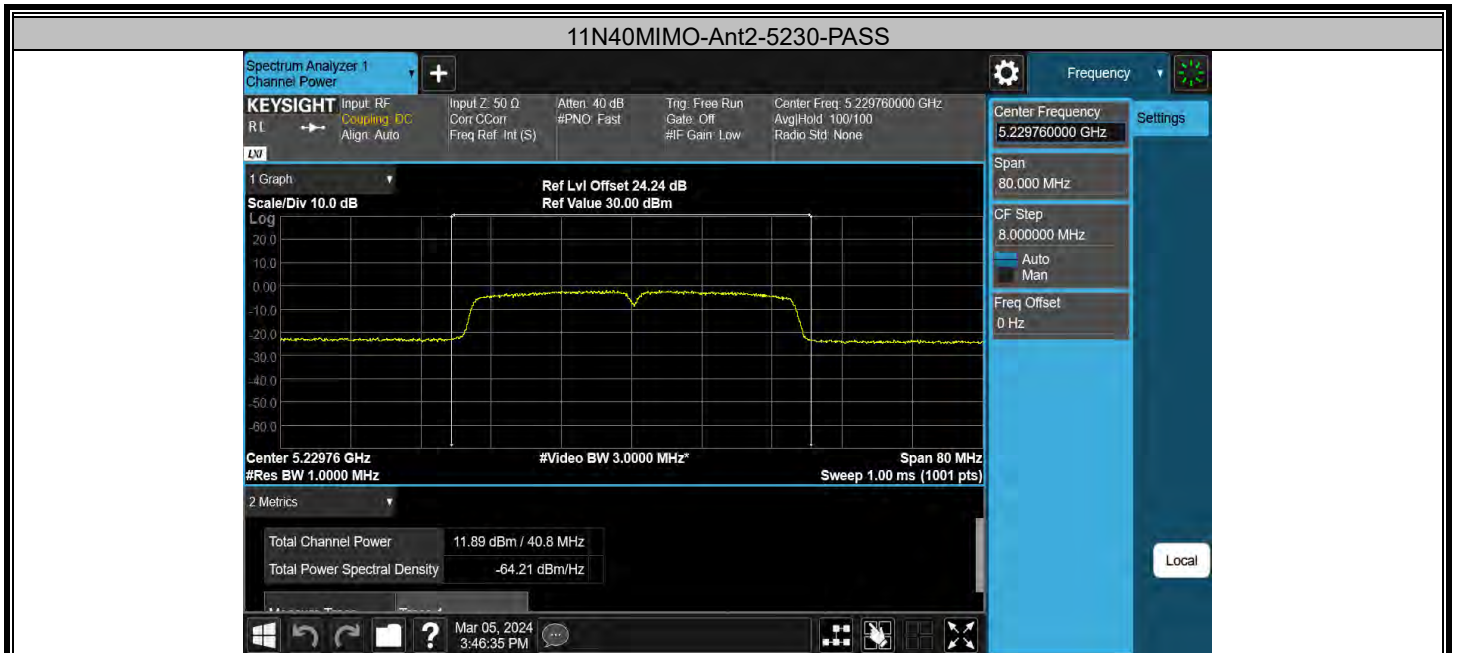 11N40MIMO-Ant2-5230-PASS
Spectrum Analyzer 1
Channel Power
Frequency
KEYSIGHT
RL
LXI
Input: RF
Coupling: DC
Align: Auto
Input Z: 50 Ω
Corr CCorr
Freq Ref: Int (S)
Atten: 40 dB
#PNO: Fast
Trig: Free Run
Gate: Off
#IF Gain: Low
Center Freq: 5.229760000 GHz
Avg|Hold: 100/100
Radio Std: None
Center Frequency
5.229760000 GHz
Settings
Span
80.000 MHz
CF Step
8.000000 MHz
Auto
Man
Freq Offset
0 Hz
1 Graph
Scale/Div 10.0 dB
Ref Lvl Offset 24.24 dB
Ref Value 30.00 dBm
Log
20.0
10.0
0.00
-10.0
-20.0
-30.0
-40.0
-50.0
-60.0
Center 5.22976 GHz
#Video BW 3.0000 MHz*
Span 80 MHz
#Res BW 1.0000 MHz
Sweep 1.00 ms (1001 pts)
2 Metrics
Total Channel Power 11.89 dBm / 40.8 MHz
Total Power Spectral Density -64.21 dBm/Hz
Local
?
Mar 05, 2024
3:46:35 PM